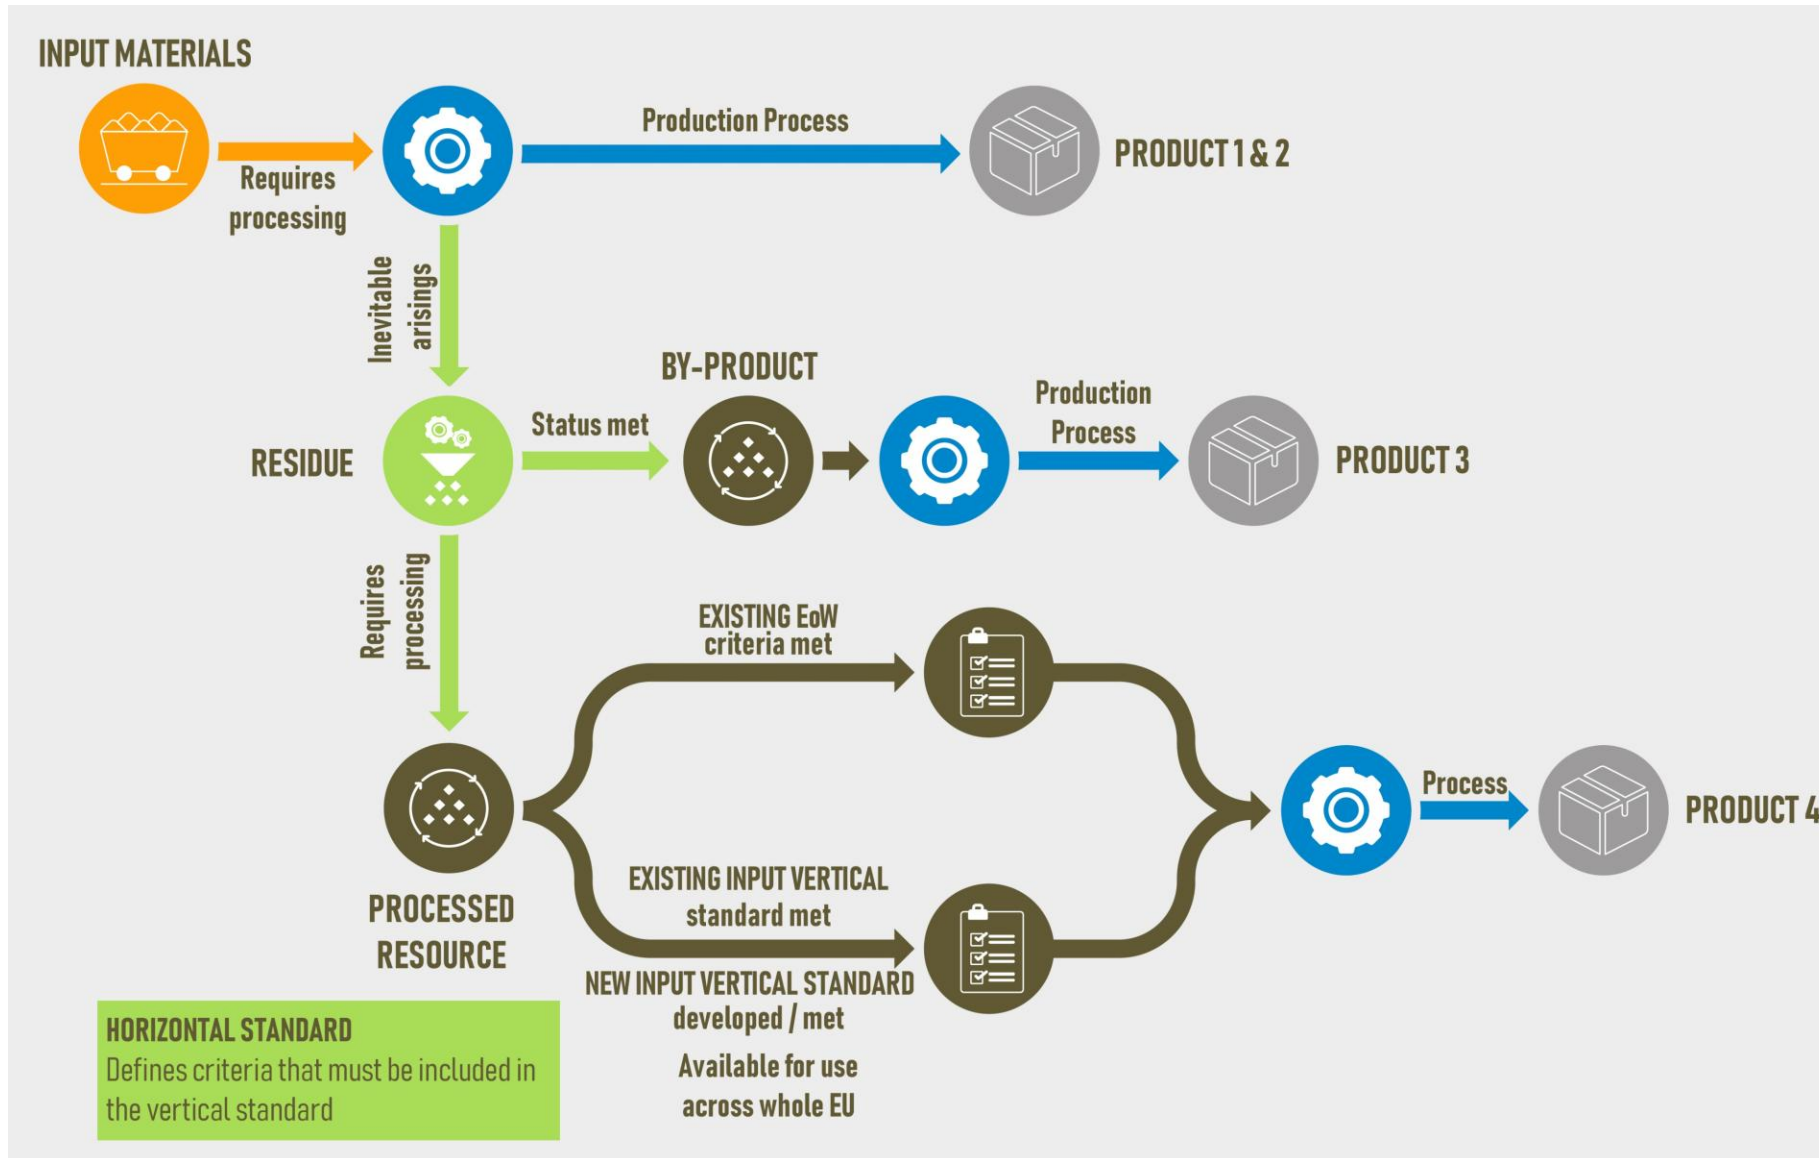 INPUT MATERIALS
Requires
processing
Production Process
PRODUCT 1 & 2
Inevitable
arisings
RESIDUE
Status met
BY-PRODUCT
Production
Process
PRODUCT 3
Requires
processing
PROCESSED
RESOURCE
EXISTING EoW
criteria met
EXISTING INPUT VERTICAL
standard met
NEW INPUT VERTICAL STANDARD
developed / met
Available for use
across whole EU
Process
PRODUCT 4
HORIZONTAL STANDARD
Defines criteria that must be included in
the vertical standard